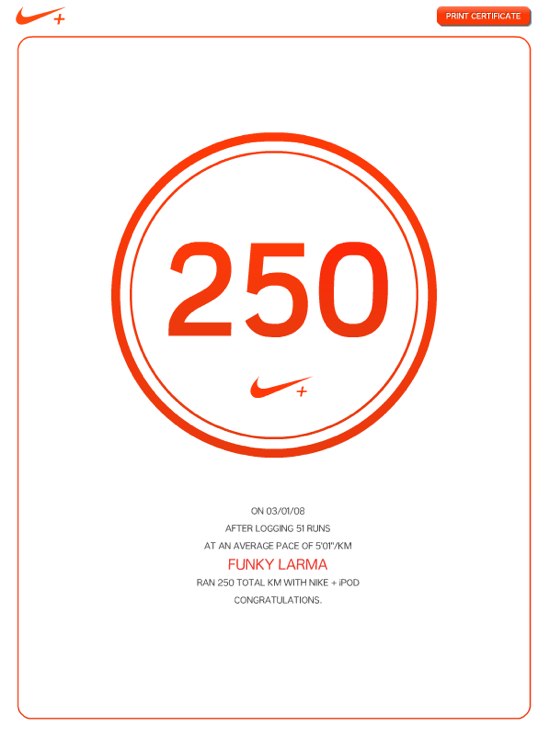 PRINT CERTIFICATE
250
ON 03/01/08
AFTER LOGGING 51 RUNS
AT AN AVERAGE PACE OF 5'01"/KM
FUNKY LARMA
RAN 250 TOTAL KM WITH NIKE + iPOD
CONGRATULATIONS.